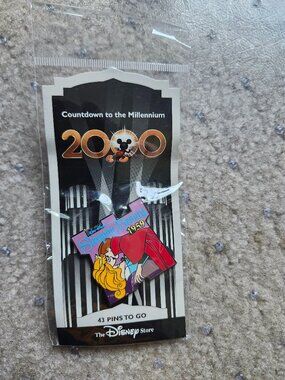 Countdown to the Millennium
2000
1959
43 PINS TO GO
The Disney Store